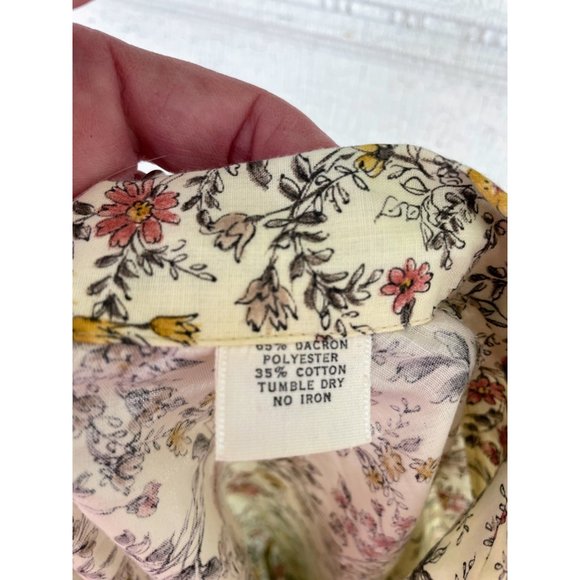 65% DACRON
POLYESTER
35% COTTON
TUMBLE DRY
NO IRON